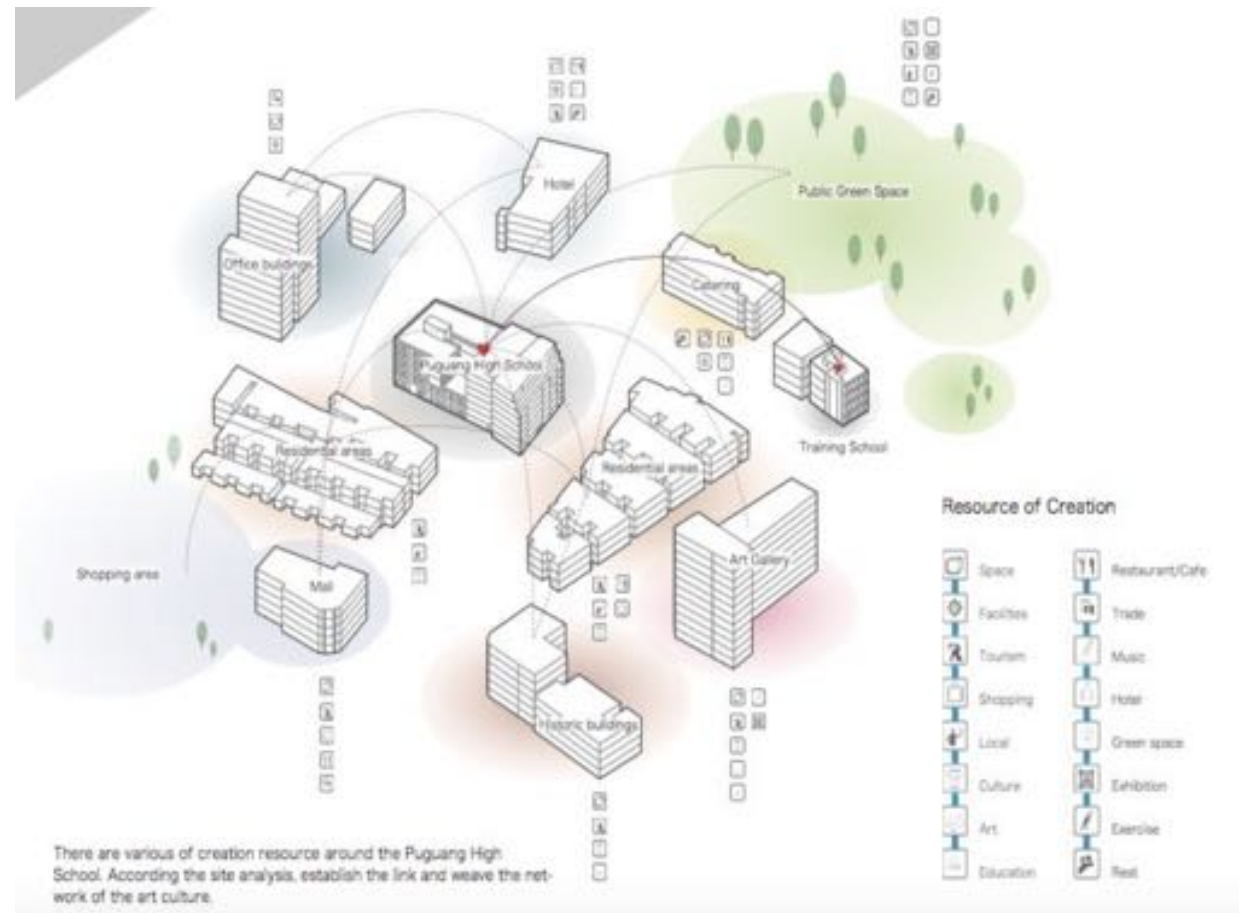 Hotel
Public Green Space
Office buildings
Catering
Puguang High School
Training School
Residential areas
Residential areas
Resource of Creation
Shopping area
Mall
Art Gallery
Historic buildings
Space
Facilities
Tourism
Shopping
Local
Culture
Art
Education
Restaurant/Cafe
Trade
Music
Hotel
Green space
Exhibition
Exercise
Rest
There are various of creation resource around the Puguang High
School. According the site analysis, establish the link and weave the net-
work of the art culture.